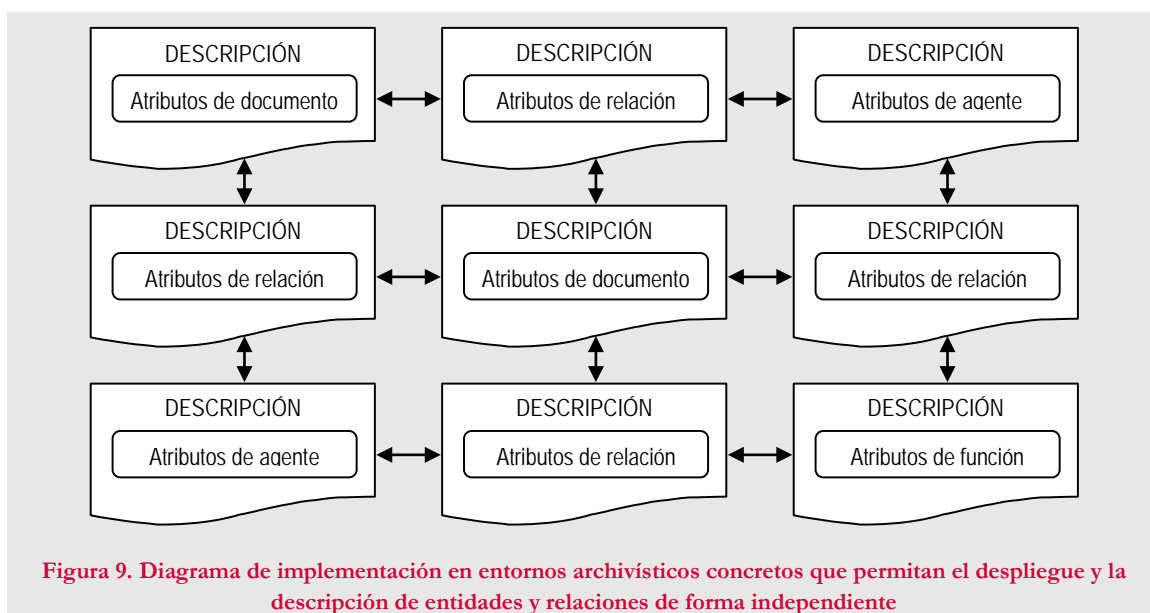 DESCRIPCIÓN
Atributos de documento
DESCRIPCIÓN
Atributos de relación
DESCRIPCIÓN
Atributos de agente
DESCRIPCIÓN
Atributos de relación
DESCRIPCIÓN
Atributos de documento
DESCRIPCIÓN
Atributos de relación
DESCRIPCIÓN
Atributos de agente
DESCRIPCIÓN
Atributos de relación
DESCRIPCIÓN
Atributos de función
Figura 9. Diagrama de implementación en entornos archivísticos concretos que permitan el despliegue y la
descripción de entidades y relaciones de forma independiente